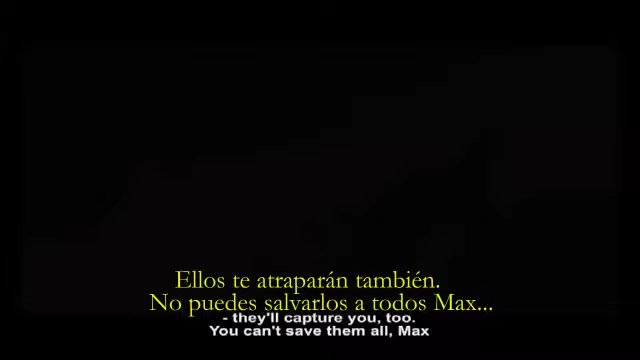 Ellos te atraparán también.
No puedes salvarlos a todos Max...
- they'll capture you, too.
You can't save them all, Max